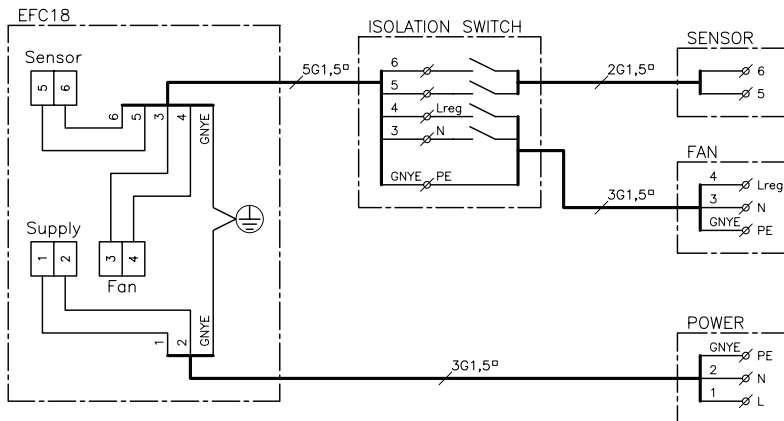 EFC18
Sensor
5 6
6 5 3 4 GNYE
Supply
1 2
3 4
Fan
1 2 GNYE
5G1,5¤
ISOLATION SWITCH
6
5
4 Lreg
3 N
GNYE PE
2G1,5¤
SENSOR
6
5
3G1,5¤
FAN
4 Lreg
3 N
GNYE PE
3G1,5¤
POWER
GNYE PE
2 N
1 L